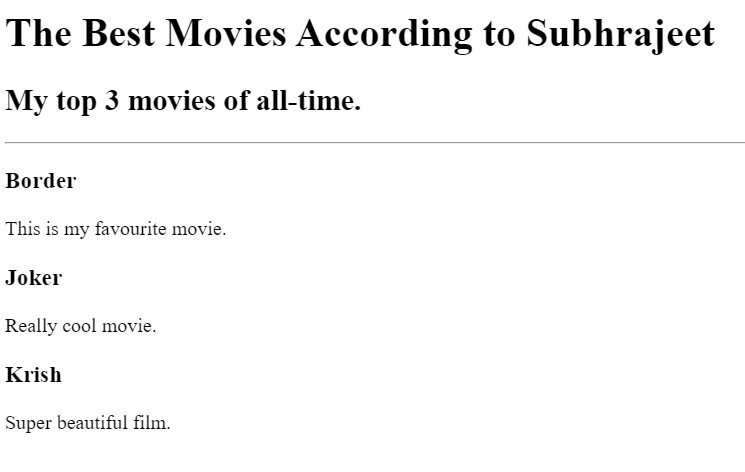 The Best Movies According to Subhrajeet
My top 3 movies of all-time.
Border
This is my favourite movie.
Joker
Really cool movie.
Krish
Super beautiful film.